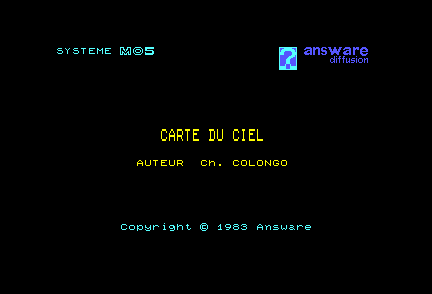 SYSTEME MO5
answare
diffusion
CARTE DU CIEL
AUTEUR Ch. COLONGO
Copyright © 1983 Answare